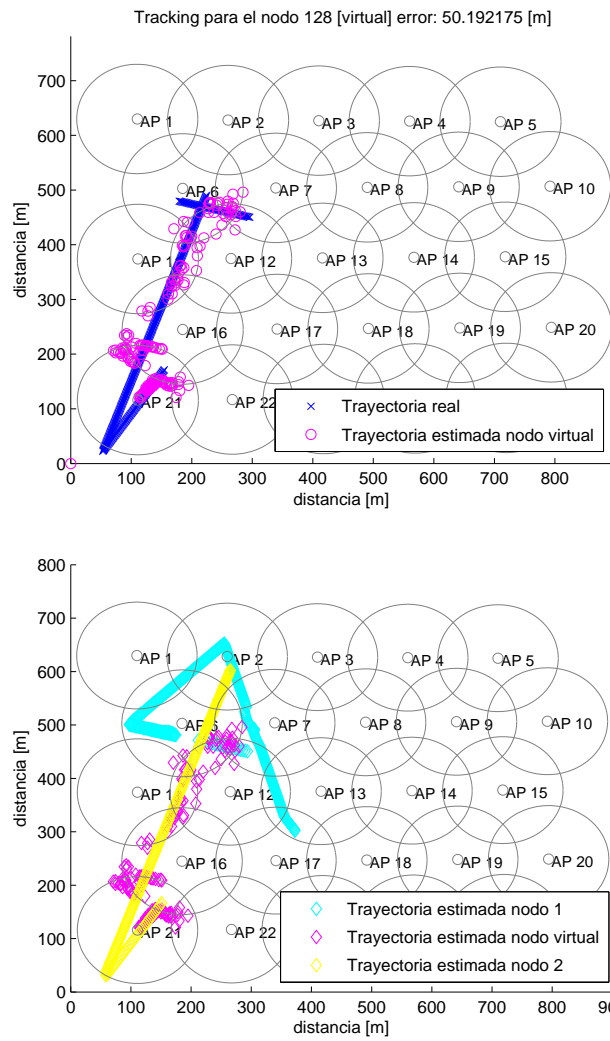 Tracking para el nodo 128 [virtual] error: 50.192175 [m]
700
600
500
400
300
200
100
0
distancia [m]
AP 1
AP 2
AP 3
AP 4
AP 5
AP 6
AP 7
AP 8
AP 9
AP 10
AP 1
AP 12
AP 13
AP 14
AP 15
AP 16
AP 17
AP 18
AP 19
AP 20
AP 21
AP 22
Trayectoria real
Trayectoria estimada nodo virtual
0 100 200 300 400 500 600 700 800
distancia [m]
800
700
600
500
400
300
200
100
0
distancia [m]
AP 1
AP 2
AP 3
AP 4
AP 5
AP 6
AP 7
AP 8
AP 9
AP 10
AP 1
AP 12
AP 13
AP 14
AP 15
AP 16
AP 17
AP 18
AP 19
AP 20
AP 21
AP 22
Trayectoria estimada nodo 1
Trayectoria estimada nodo virtual
Trayectoria estimada nodo 2
0 100 200 300 400 500 600 700 800
distancia [m]